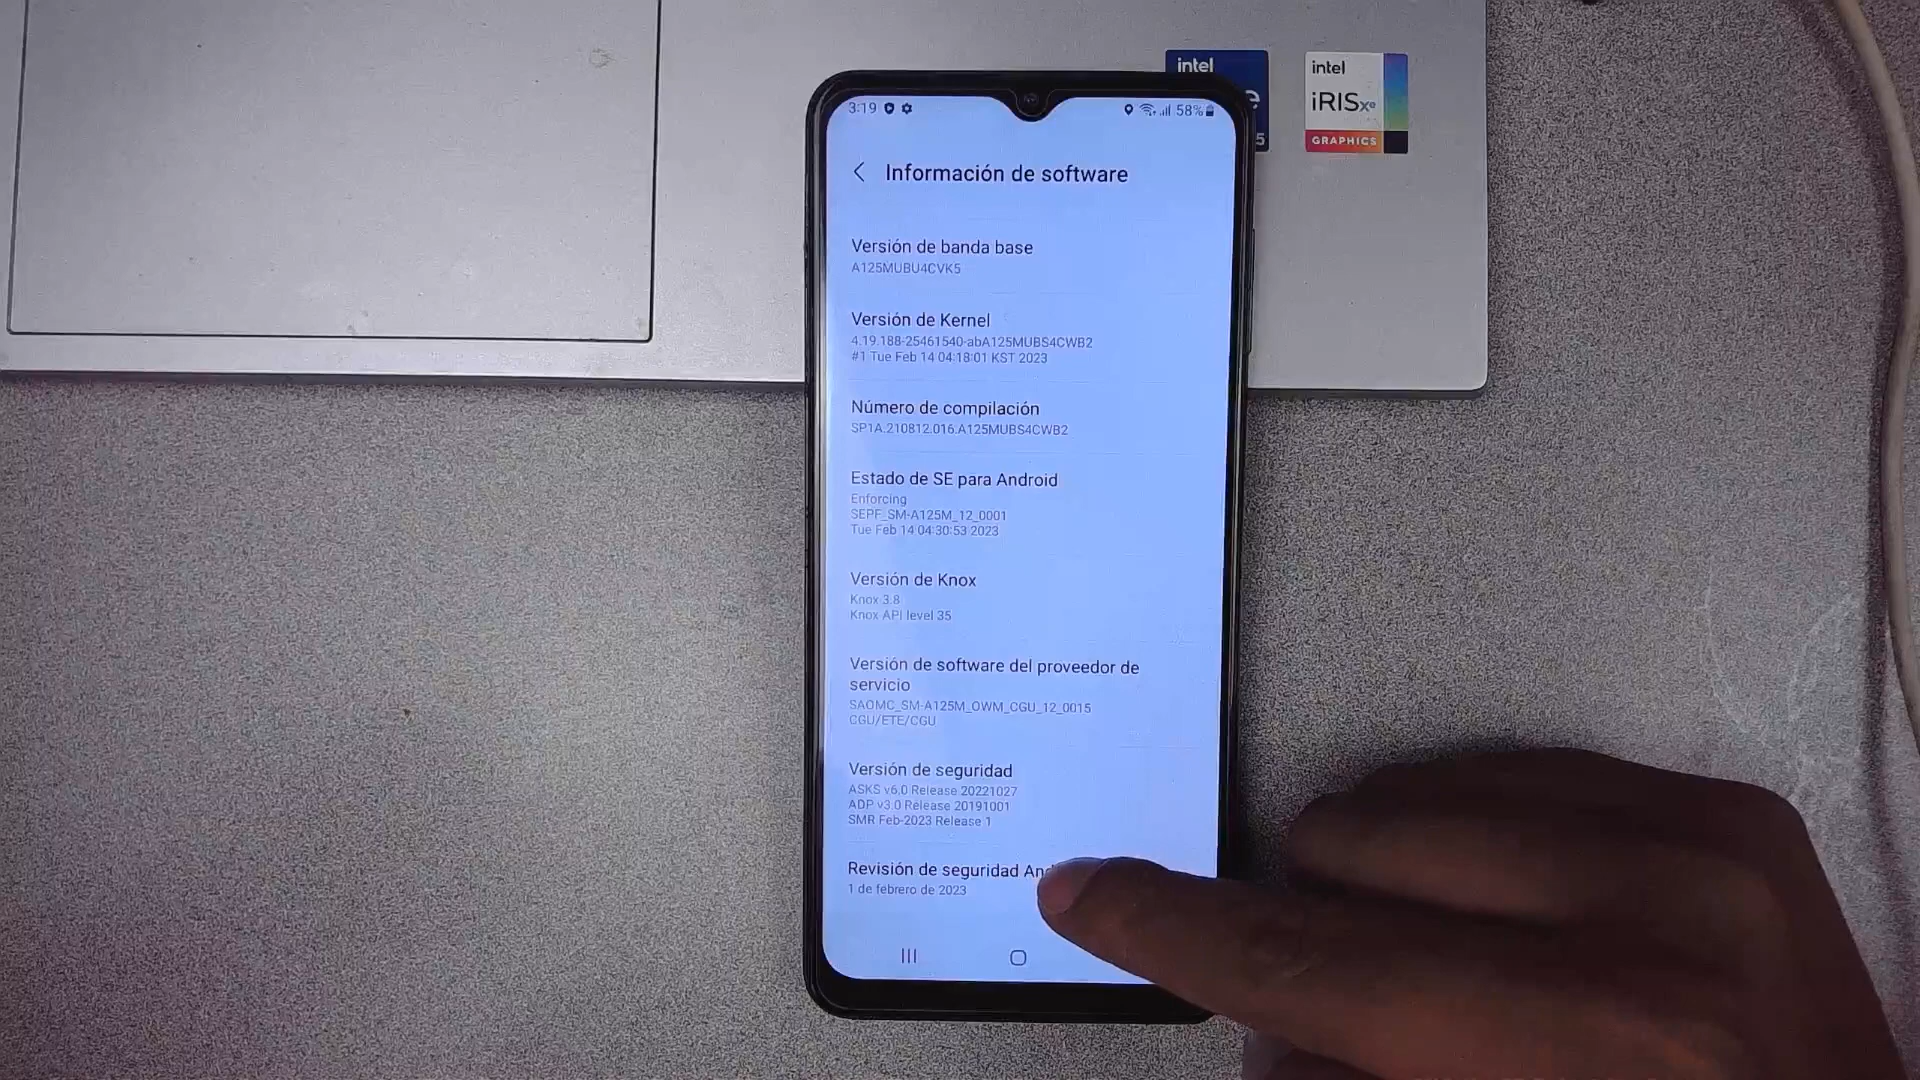 intel
e
5
intel
iRISxe
GRAPHICS
3:19
58%
Información de software
Versión de banda base
A125MUBU4CVK5
Versión de Kernel
4.19.188-25461540-abA125MUBS4CWB2
#1 Tue Feb 14 04:18:01 KST 2023
Número de compilación
SP1A.210812.016.A125MUBS4CWB2
Estado de SE para Android
Enforcing
SEPF_SM-A125M_12_0001
Tue Feb 14 04:30:53 2023
Versión de Knox
Knox 3.8
Knox API level 35
Versión de software del proveedor de
servicio
SAOMC_SM-A125M_OWM_CGU_12_0015
CGU/ETE/CGU
Versión de seguridad
ASKS v6.0 Release 20221027
ADP v3.0 Release 20191001
SMR Feb-2023 Release 1
Revisión de seguridad And
1 de febrero de 2023